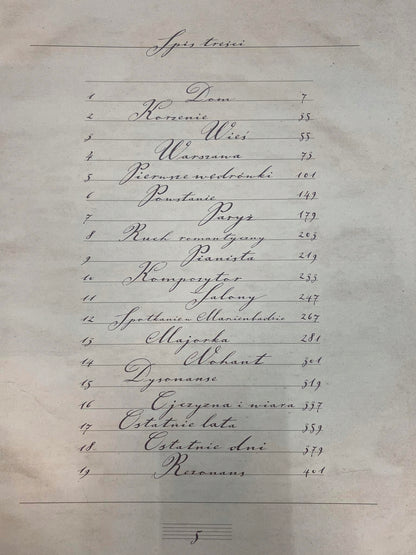 Spis treści
1 Dom 7
2 Korzenie 35
3 Wieś 55
4 Warszawa 73
5 Pierwsze wędrówki 101
6 Powstanie 149
7 Paryż 179
8 Ruch romantyczny 203
9 Pianista 219
10 Kompozytor 233
11 Salony 247
12 Spotkanie w Marienbadzie 267
13 Majorka 281
14 Nohant 301
15 Dysonanse 319
16 Ojczyzna i wiara 337
17 Ostatnie lata 359
18 Ostatnie dni 379
19 Rezonans 401
5